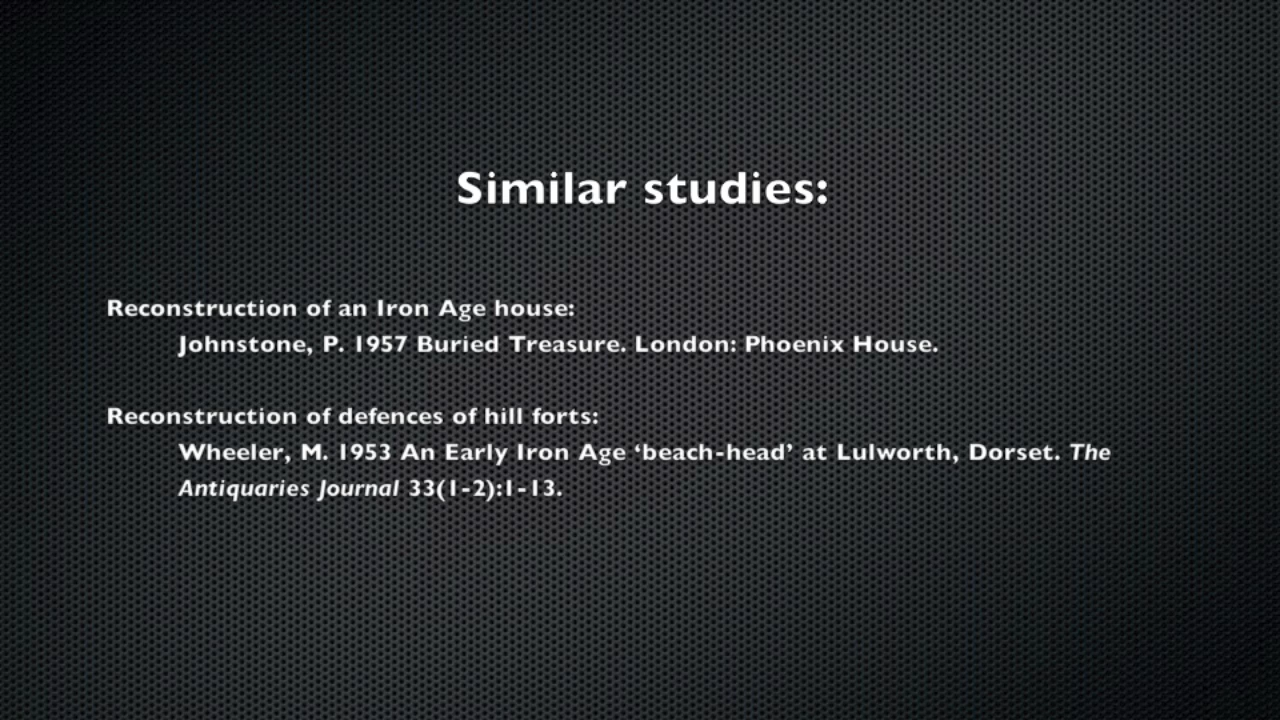 Similar studies:
Reconstruction of an Iron Age house:
Johnstone, P. 1957 Buried Treasure. London: Phoenix House.
Reconstruction of defences of hill forts:
Wheeler, M. 1953 An Early Iron Age ‘beach-head’ at Lulworth, Dorset. The
Antiquaries Journal 33(1-2):1-13.